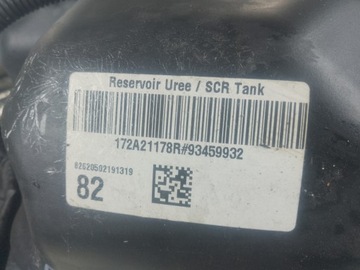 Reservoir Uree / SCR Tank
172A21178R#93459932
82620502191319
82